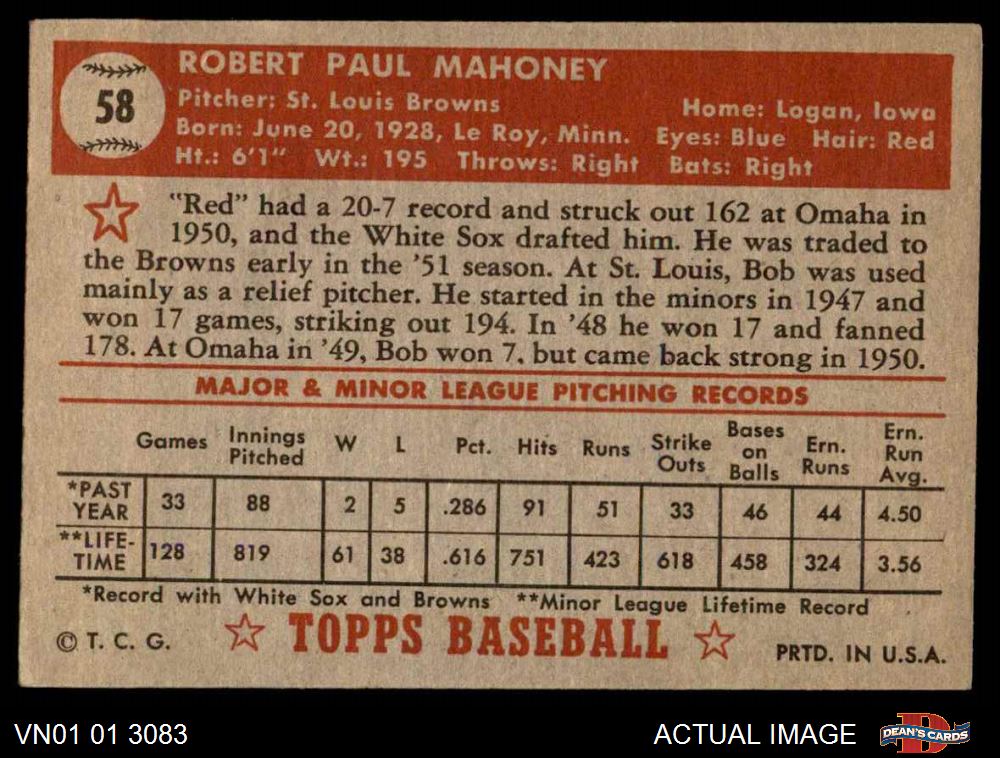 58
ROBERT PAUL MAHONEY
Pitcher: St. Louis Browns Home: Logan, Iowa
Born: June 20, 1928, Le Roy, Minn. Eyes: Blue Hair: Red
Ht.: 6'1" Wt.: 195 Throws: Right Bats: Right
"Red" had a 20-7 record and struck out 162 at Omaha in
1950, and the White Sox drafted him. He was traded to
the Browns early in the '51 season. At St. Louis, Bob was used
mainly as a relief pitcher. He started in the minors in 1947 and
won 17 games, striking out 194. In '48 he won 17 and fanned
178. At Omaha in '49, Bob won 7, but came back strong in 1950.
MAJOR & MINOR LEAGUE PITCHING RECORDS
Games Innings Pitched W L Pct. Hits Runs Strike Outs Bases on Balls Ern. Runs Ern. Run Avg.
*PAST YEAR 33 88 2 5 .286 91 51 33 46 44 4.50
**LIFE-TIME 128 819 61 38 .616 751 423 618 458 324 3.56
*Record with White Sox and Browns **Minor League Lifetime Record
© T. C. G. TOPPS BASEBALL PRTD. IN U.S.A.
VN01 01 3083 ACTUAL IMAGE DEAN'S CARDS